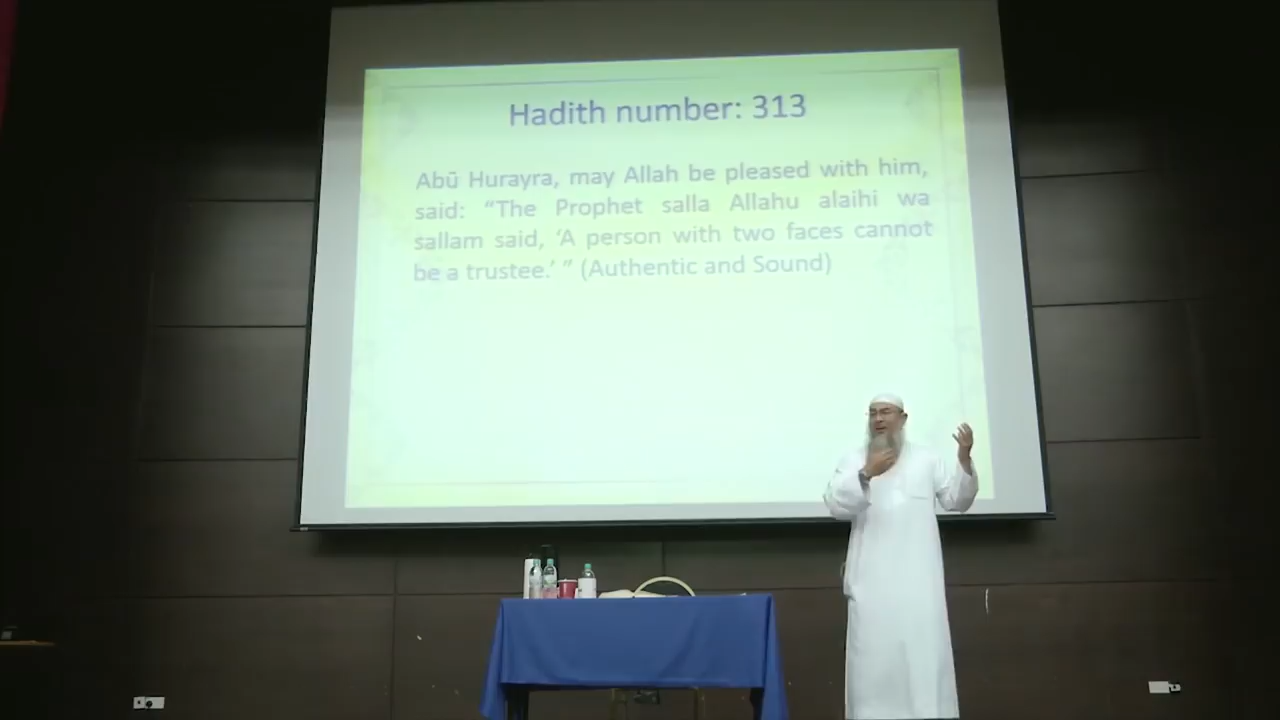 Hadith number: 313
Abū Hurayra, may Allah be pleased with him,
said: “The Prophet salla Allahu alaihi wa
sallam said, ‘A person with two faces cannot
be a trustee.’ ” (Authentic and Sound)